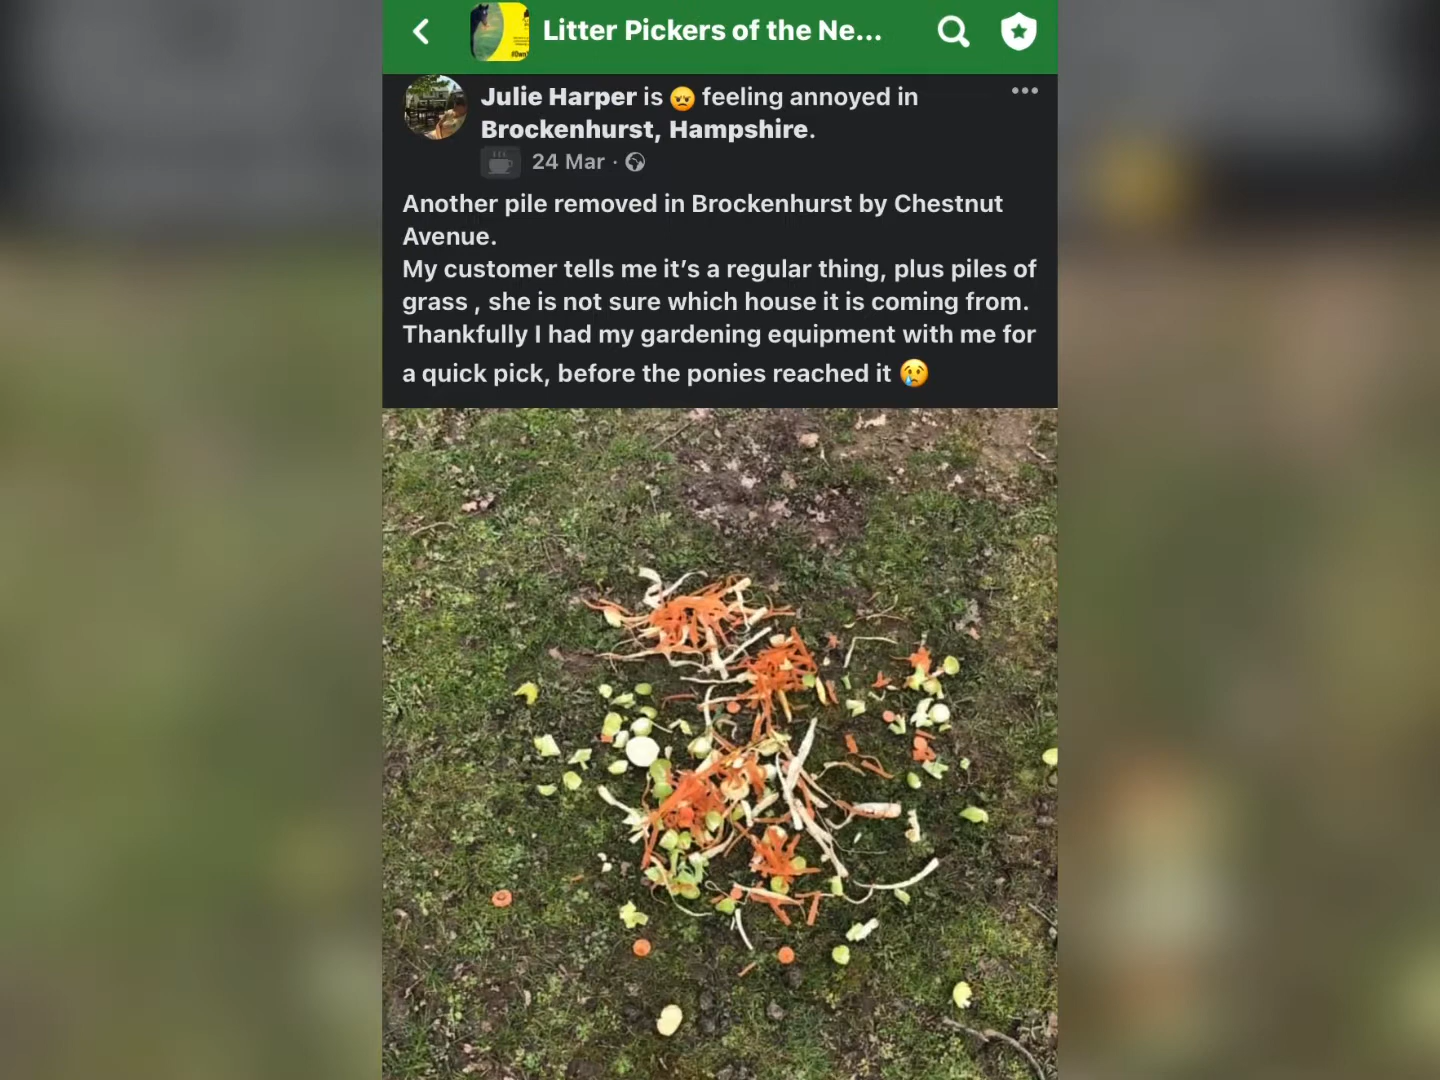 Litter Pickers of the Ne...
Julie Harper is 😠 feeling annoyed in
Brockenhurst, Hampshire.
24 Mar ·
Another pile removed in Brockenhurst by Chestnut
Avenue.
My customer tells me it’s a regular thing, plus piles of
grass , she is not sure which house it is coming from.
Thankfully I had my gardening equipment with me for
a quick pick, before the ponies reached it 😢